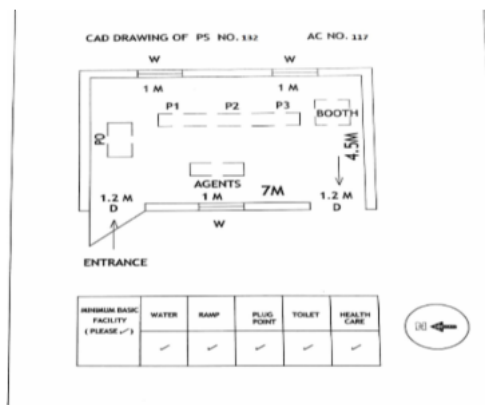 CAD DRAWING OF PS NO. 132 AC NO. 117
W W
1 M 1 M
P1 P2 P3
BOOTH
PO
4.5M
AGENTS
1.2 M 1 M 7M 1.2 M
D D
W
ENTRANCE
MINIMUM BASIC FACILITY ( PLEASE ✓ ) WATER RAMP PLUG POINT TOILET HEALTH CARE
✓ ✓ ✓ ✓ ✓
N